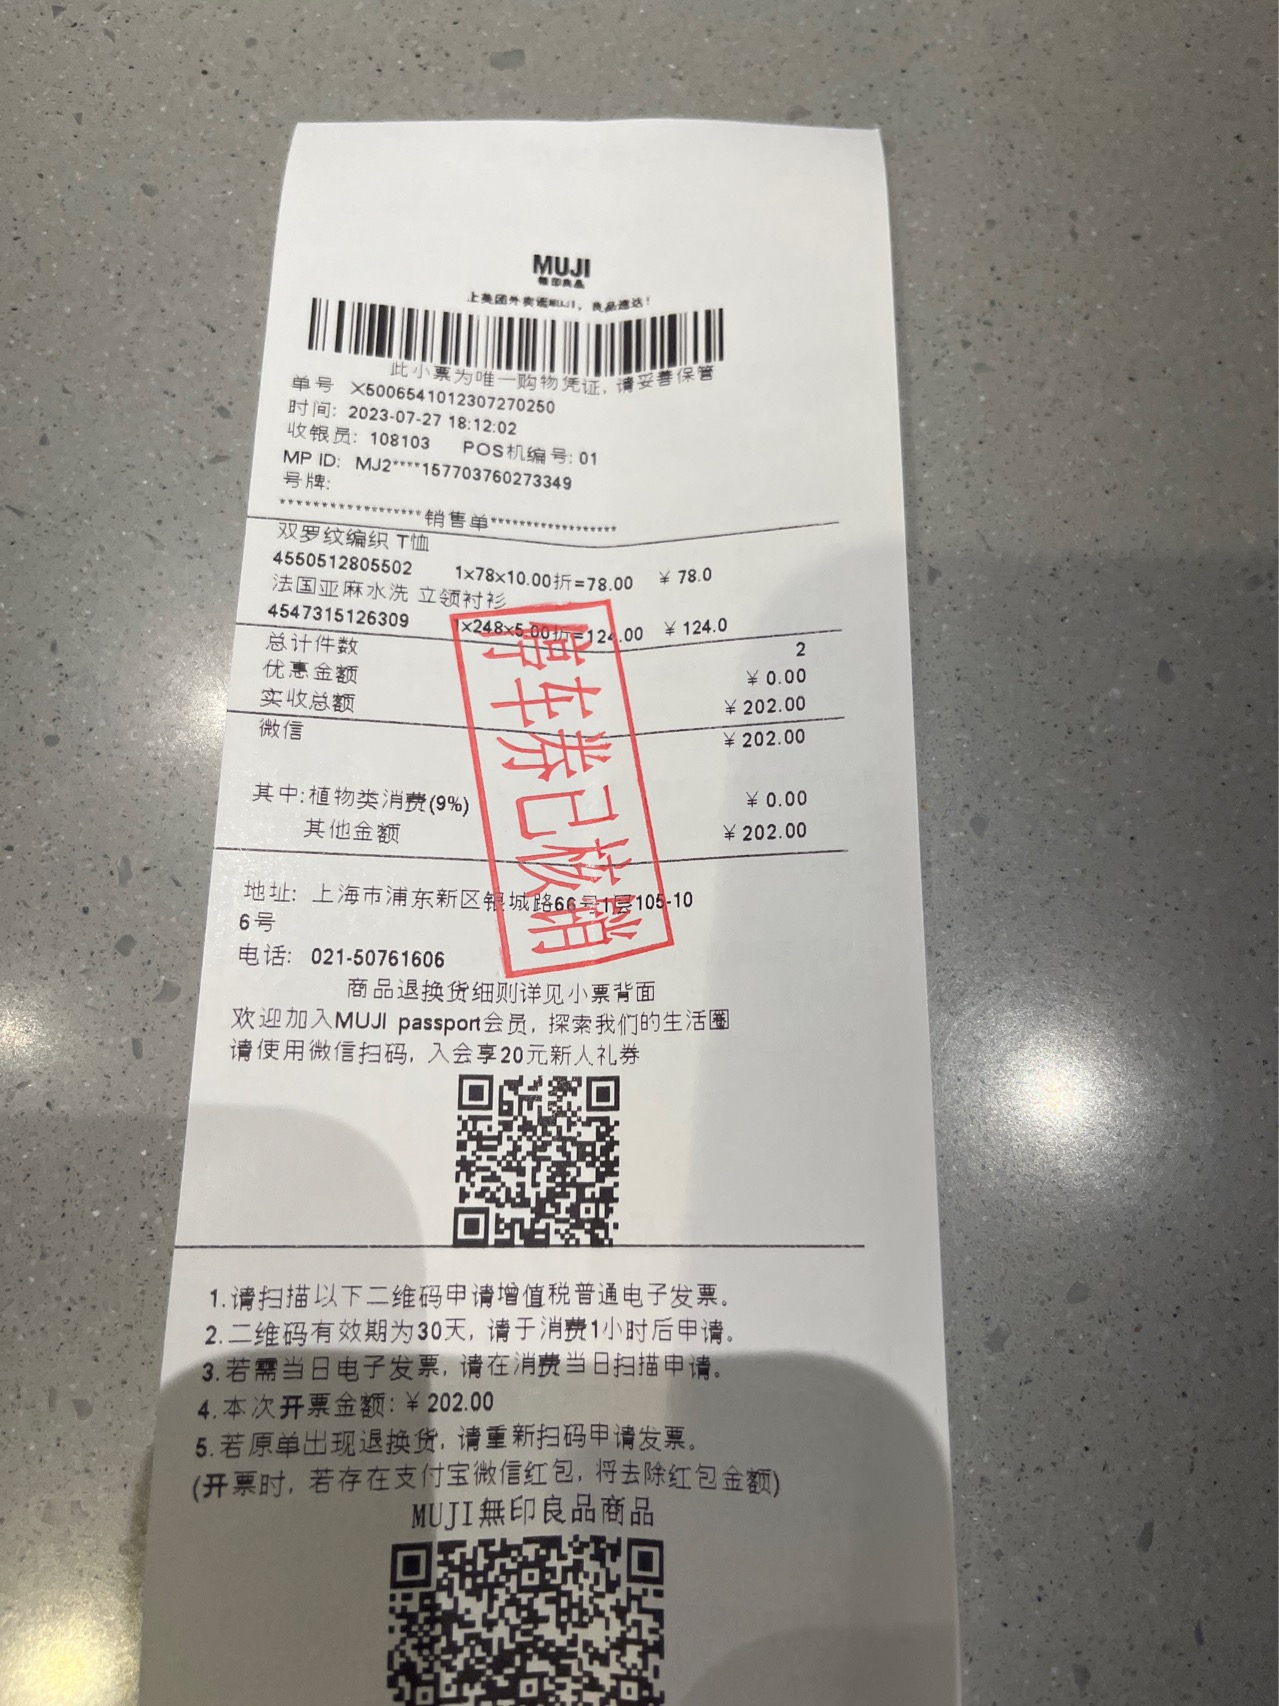 MUJI
無印良品
上美团外卖逛MUJI，良品速达！
此小票为唯一购物凭证，请妥善保管
单号 X5006541012307270250
时间: 2023-07-27 18:12:02
收银员: 108103 POS机编号: 01
MP ID: MJ2****157703760273349
号牌:
*****************销售单*****************
双罗纹编织 T恤
4550512805502 1x78x10.00折=78.00 ¥ 78.0
法国亚麻水洗 立领衬衫
4547315126309 1x248x5.00折=124.00 ¥ 124.0
总计件数 2
优惠金额 ¥ 0.00
实收总额 ¥ 202.00
微信 ¥ 202.00
其中:植物类消费(9%) ¥ 0.00
其他金额 ¥ 202.00
停车券已核销
地址: 上海市浦东新区银城路66号1层105-10
6号
电话: 021-50761606
商品退换货细则详见小票背面
欢迎加入MUJI passport会员, 探索我们的生活圈
请使用微信扫码, 入会享20元新人礼券
1.请扫描以下二维码申请增值税普通电子发票。
2.二维码有效期为30天, 请于消费1小时后申请。
3.若需当日电子发票, 请在消费当日扫描申请。
4.本次开票金额: ¥ 202.00
5.若原单出现退换货, 请重新扫码申请发票。
(开票时, 若存在支付宝微信红包, 将去除红包金额)
MUJI無印良品商品